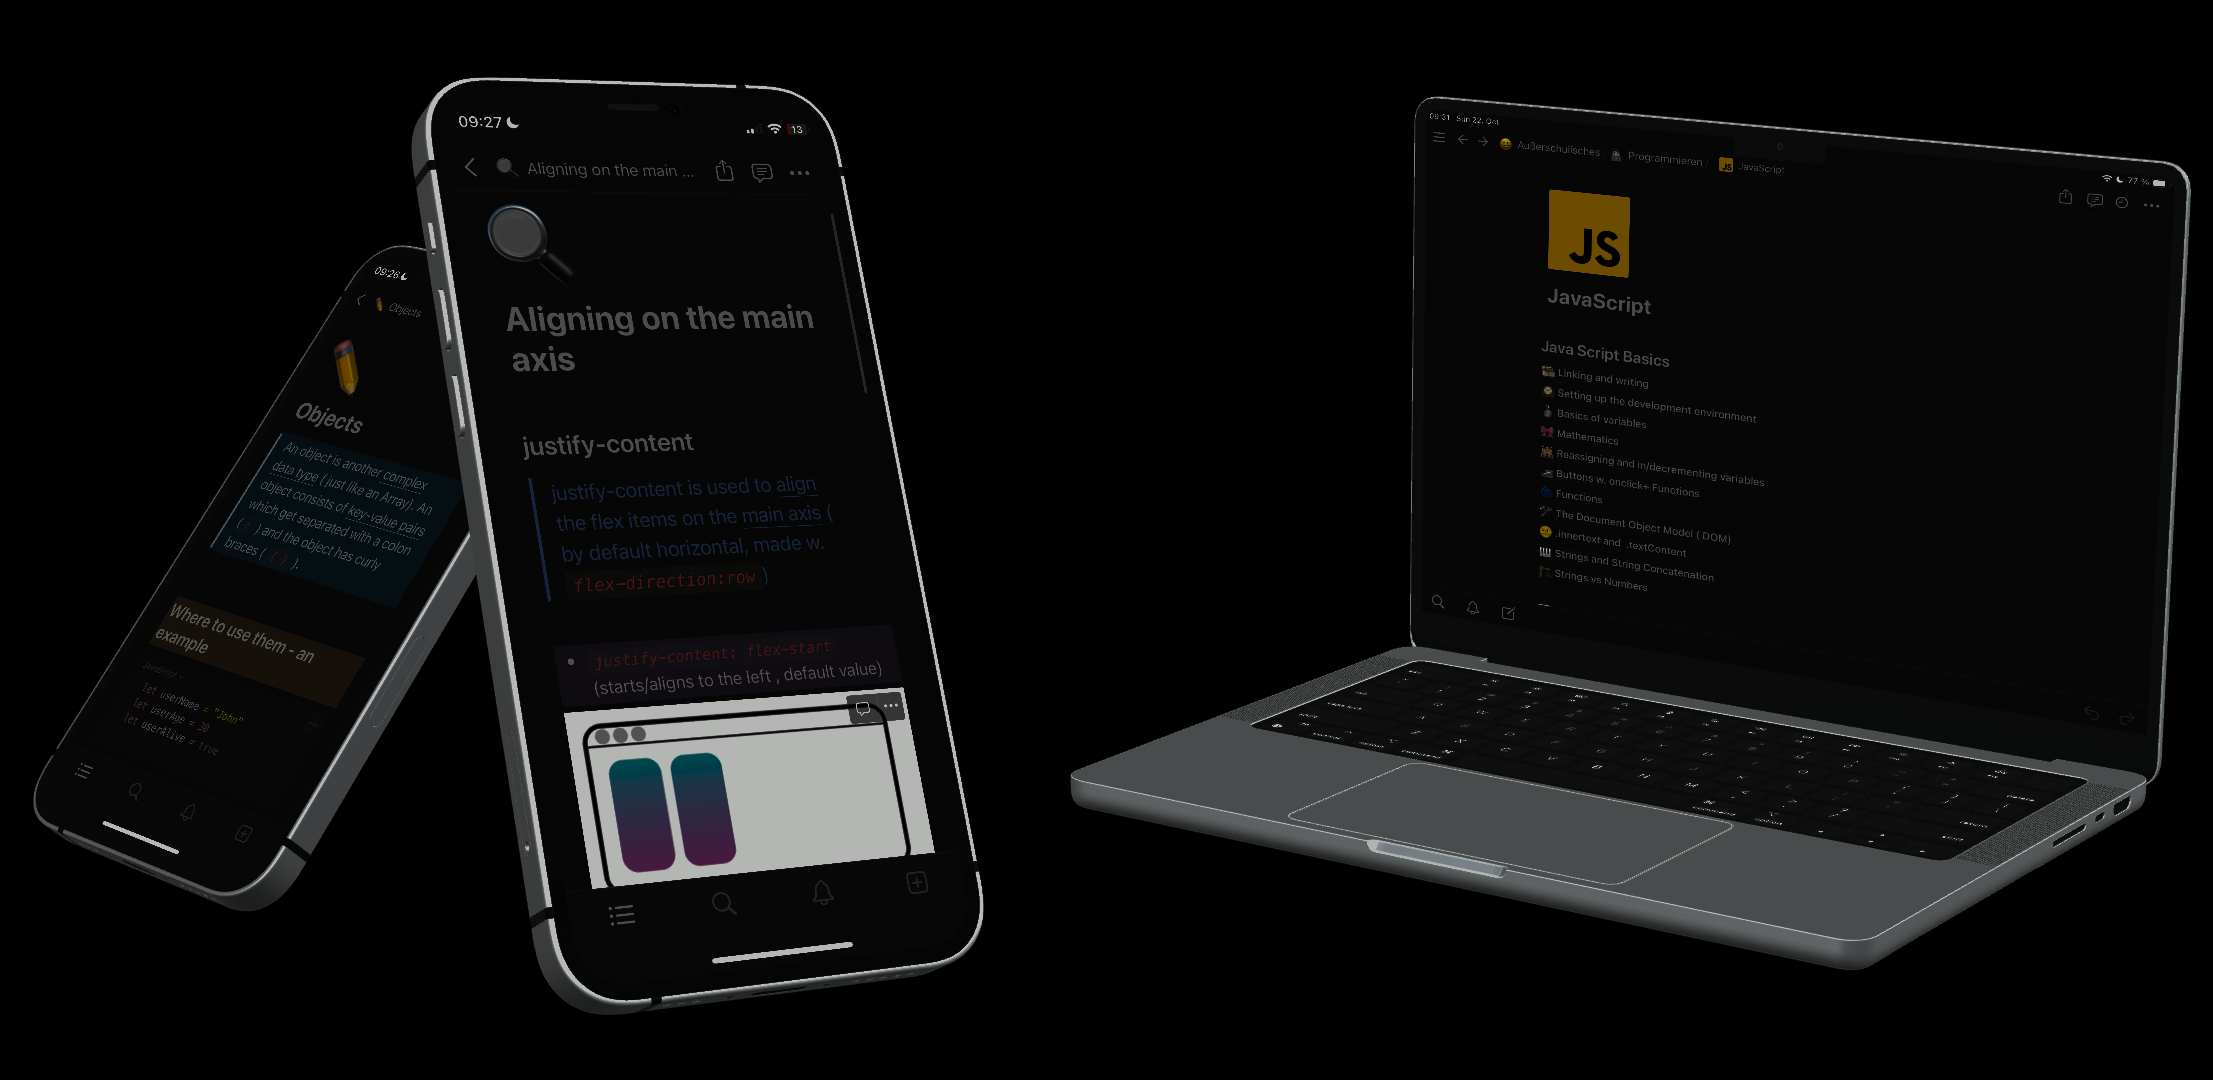 09:26
Objects
Objects
An object is another complex
data type ( just like an Array). An
object consists of key-value pairs
which get separated with a colon
( : ) and the object has curly
braces ( { } ).
Where to use them - an
example
JavaScript
let userName = "John"
let userAge = 30
let userAlive = true
09:27
13
Aligning on the main ...
Aligning on the main
axis
justify-content
justify-content is used to align
the flex items on the main axis (
by default horizontal, made w.
flex-direction:row )
justify-content: flex-start
(starts/aligns to the left , default value)
09:31 Sun 22. Oct
77 %
Außerschulisches / Programmieren / JavaScript
JS
JavaScript
Java Script Basics
Linking and writing
Setting up the development environment
Basics of variables
Mathematics
Reassigning and in/decrementing variables
Buttons w. onclick+ Functions
Functions
The Document Object Model ( DOM)
.innertext and .textContent
Strings and String Concatenation
Strings vs Numbers